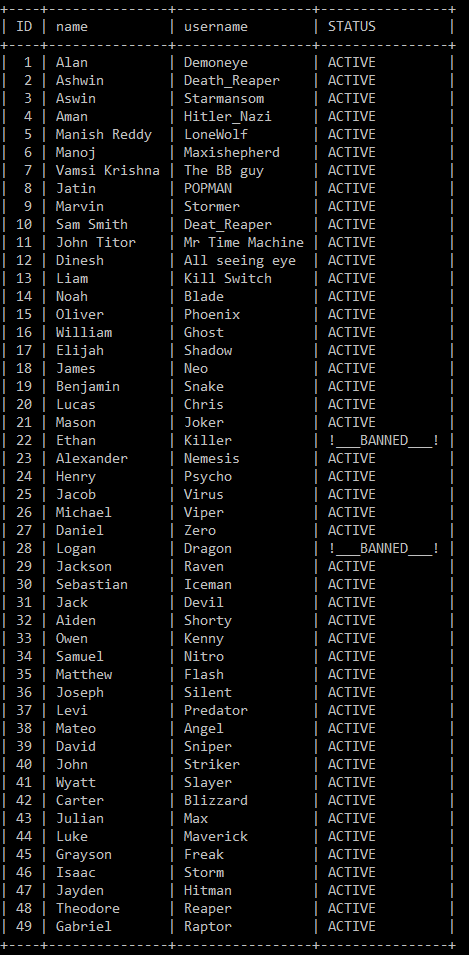 +----+---------------+-----------------+----------------+
| ID | name | username | STATUS |
+----+---------------+-----------------+----------------+
| 1 | Alan | Demoneye | ACTIVE |
| 2 | Ashwin | Death_Reaper | ACTIVE |
| 3 | Aswin | Starmansom | ACTIVE |
| 4 | Aman | Hitler_Nazi | ACTIVE |
| 5 | Manish Reddy | LoneWolf | ACTIVE |
| 6 | Manoj | Maxishepherd | ACTIVE |
| 7 | Vamsi Krishna | The BB guy | ACTIVE |
| 8 | Jatin | POPMAN | ACTIVE |
| 9 | Marvin | Stormer | ACTIVE |
| 10 | Sam Smith | Deat_Reaper | ACTIVE |
| 11 | John Titor | Mr Time Machine | ACTIVE |
| 12 | Dinesh | All seeing eye | ACTIVE |
| 13 | Liam | Kill Switch | ACTIVE |
| 14 | Noah | Blade | ACTIVE |
| 15 | Oliver | Phoenix | ACTIVE |
| 16 | William | Ghost | ACTIVE |
| 17 | Elijah | Shadow | ACTIVE |
| 18 | James | Neo | ACTIVE |
| 19 | Benjamin | Snake | ACTIVE |
| 20 | Lucas | Chris | ACTIVE |
| 21 | Mason | Joker | ACTIVE |
| 22 | Ethan | Killer | !___BANNED___! |
| 23 | Alexander | Nemesis | ACTIVE |
| 24 | Henry | Psycho | ACTIVE |
| 25 | Jacob | Virus | ACTIVE |
| 26 | Michael | Viper | ACTIVE |
| 27 | Daniel | Zero | ACTIVE |
| 28 | Logan | Dragon | !___BANNED___! |
| 29 | Jackson | Raven | ACTIVE |
| 30 | Sebastian | Iceman | ACTIVE |
| 31 | Jack | Devil | ACTIVE |
| 32 | Aiden | Shorty | ACTIVE |
| 33 | Owen | Kenny | ACTIVE |
| 34 | Samuel | Nitro | ACTIVE |
| 35 | Matthew | Flash | ACTIVE |
| 36 | Joseph | Silent | ACTIVE |
| 37 | Levi | Predator | ACTIVE |
| 38 | Mateo | Angel | ACTIVE |
| 39 | David | Sniper | ACTIVE |
| 40 | John | Striker | ACTIVE |
| 41 | Wyatt | Slayer | ACTIVE |
| 42 | Carter | Blizzard | ACTIVE |
| 43 | Julian | Max | ACTIVE |
| 44 | Luke | Maverick | ACTIVE |
| 45 | Grayson | Freak | ACTIVE |
| 46 | Isaac | Storm | ACTIVE |
| 47 | Jayden | Hitman | ACTIVE |
| 48 | Theodore | Reaper | ACTIVE |
| 49 | Gabriel | Raptor | ACTIVE |
+----+---------------+-----------------+----------------+